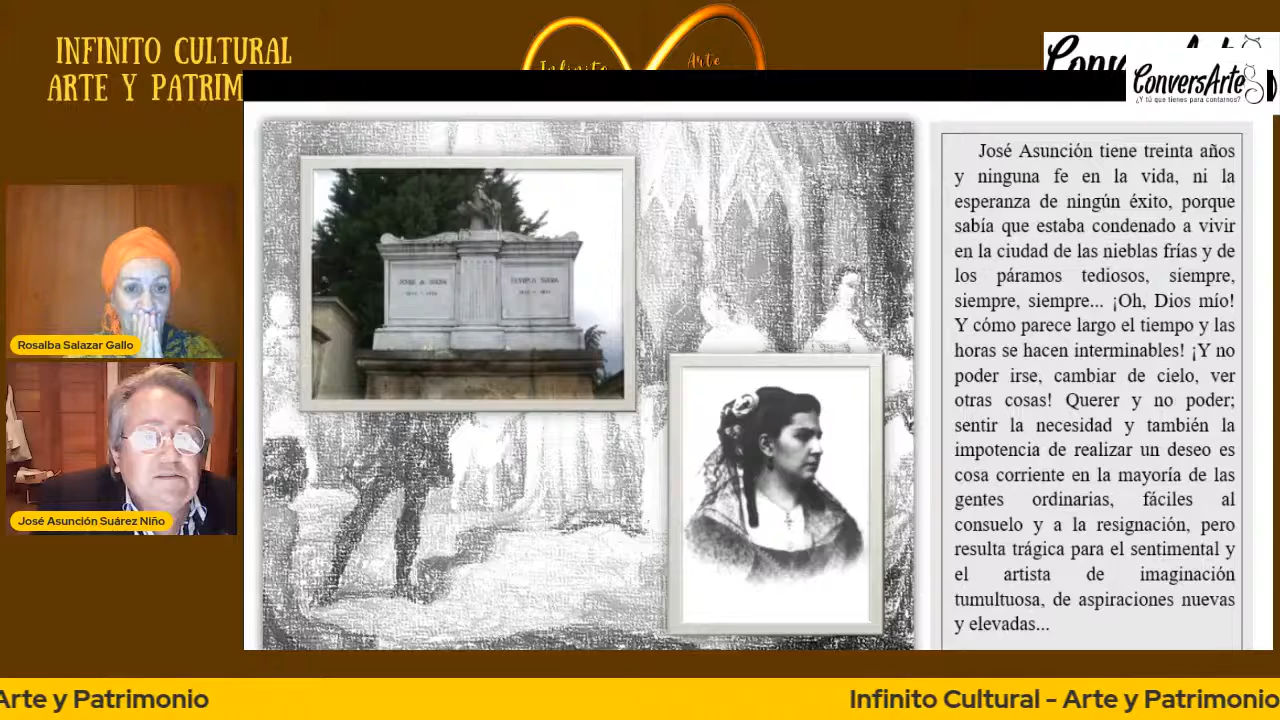 INFINITO CULTURAL
ARTE Y PATRIM
Infinito
Arte
ConversArte
¿Y tú que tienes para contarnos?
José Asunción tiene treinta años
y ninguna fe en la vida, ni la
esperanza de ningún éxito, porque
sabía que estaba condenado a vivir
en la ciudad de las nieblas frías y de
los páramos tediosos, siempre,
siempre, siempre... ¡Oh, Dios mío!
Y cómo parece largo el tiempo y las
horas se hacen interminables! ¡Y no
poder irse, cambiar de cielo, ver
otras cosas! Querer y no poder;
sentir la necesidad y también la
impotencia de realizar un deseo es
cosa corriente en la mayoría de las
gentes ordinarias, fáciles al
consuelo y a la resignación, pero
resulta trágica para el sentimental y
el artista de imaginación
tumultuosa, de aspiraciones nuevas
y elevadas...
Rosalba Salazar Gallo
José Asunción Suárez Niño
Arte y Patrimonio
Infinito Cultural - Arte y Patrimonio